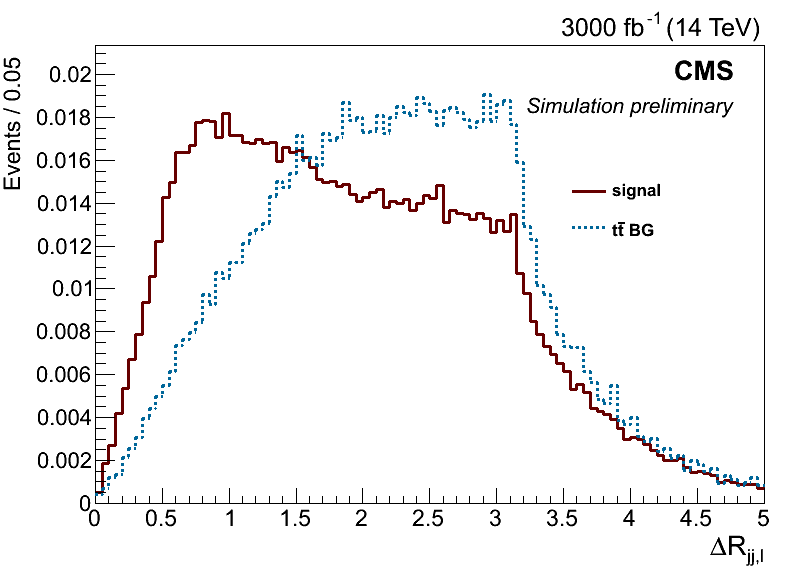 3000 fb⁻¹ (14 TeV)
Events / 0.05
CMS
Simulation preliminary
signal
tt̄ BG
0.02
0.018
0.016
0.014
0.012
0.01
0.008
0.006
0.004
0.002
0
0 0.5 1 1.5 2 2.5 3 3.5 4 4.5 5
ΔR_jj,l